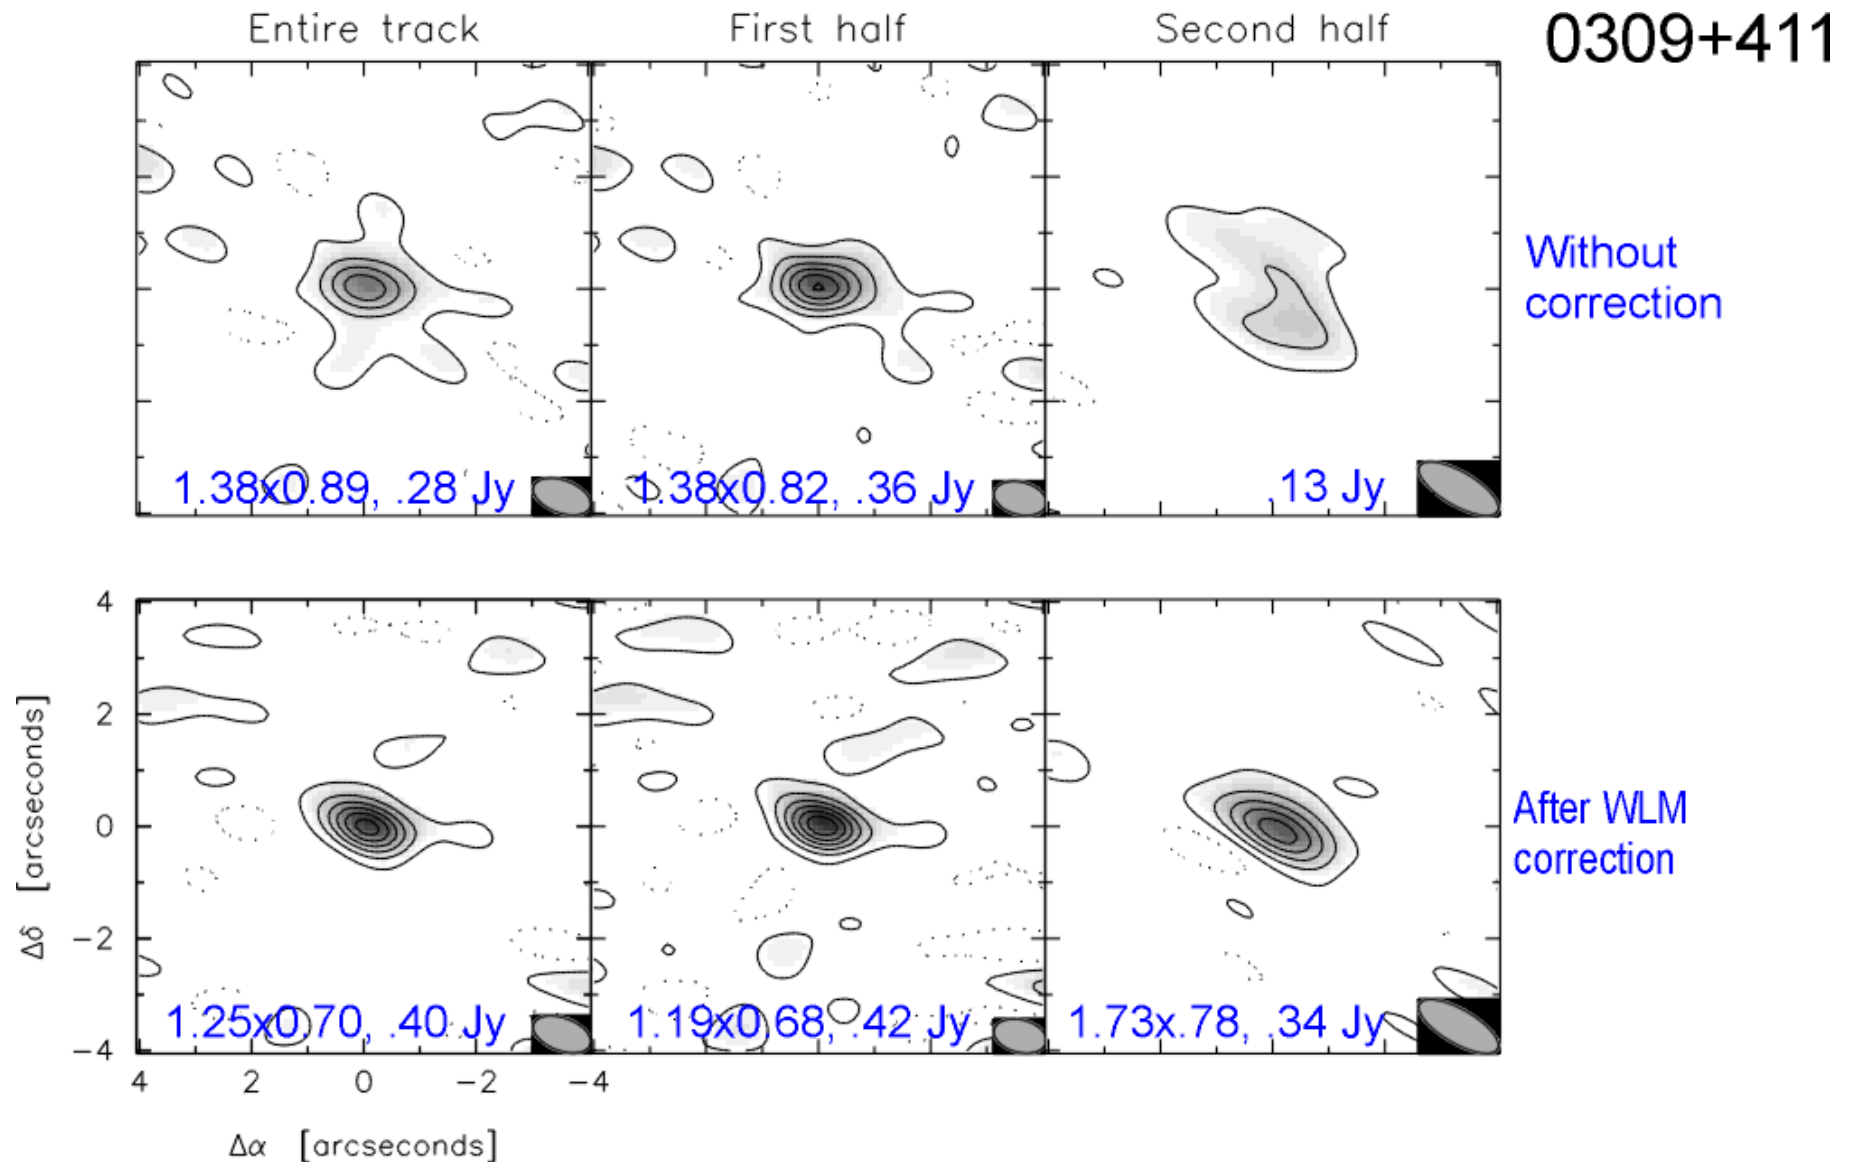 Entire track
First half
Second half
0309+411
Without
correction
1.38x0.89, .28 Jy
1.38x0.82, .36 Jy
.13 Jy
4
2
0
−2
−4
Δδ [arcseconds]
After WLM
correction
1.25x0.70, .40 Jy
1.19x0.68, .42 Jy
1.73x.78, .34 Jy
4 2 0 −2 −4
Δα [arcseconds]